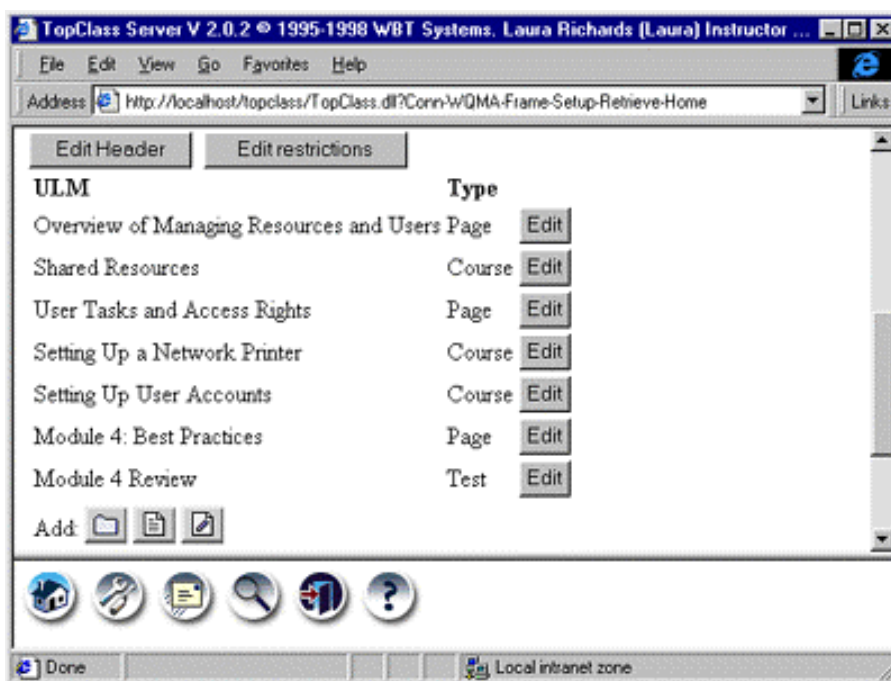 TopClass Server V 2.0.2 © 1995-1998 WBT Systems. Laura Richards (Laura) Instructor ...
File Edit View Go Favorites Help
Address http://localhost/topclass/TopClass.dll?Conn-WQMA-Frame-Setup-Retrieve-Home Links
Edit Header Edit restrictions
ULM Type
Overview of Managing Resources and Users Page Edit
Shared Resources Course Edit
User Tasks and Access Rights Page Edit
Setting Up a Network Printer Course Edit
Setting Up User Accounts Course Edit
Module 4: Best Practices Page Edit
Module 4 Review Test Edit
Add:
?
Done Local intranet zone